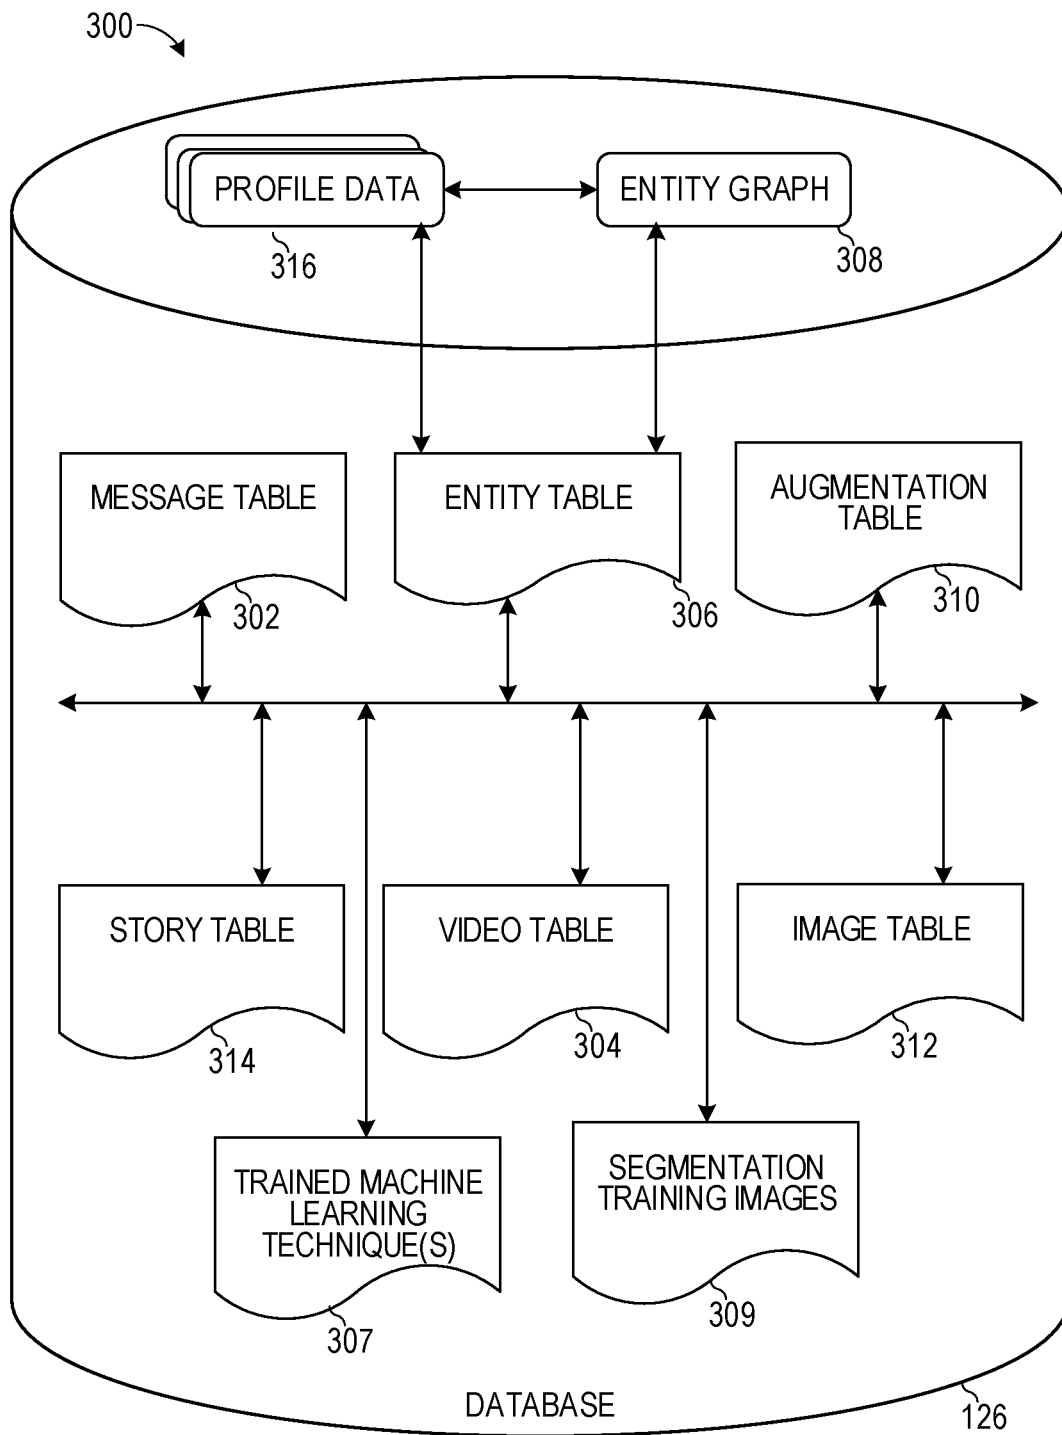 300
PROFILE DATA
ENTITY GRAPH
316
308
MESSAGE TABLE
ENTITY TABLE
AUGMENTATION
TABLE
302
306
310
STORY TABLE
VIDEO TABLE
IMAGE TABLE
314
304
312
TRAINED MACHINE
LEARNING
TECHNIQUE(S)
SEGMENTATION
TRAINING IMAGES
307
309
DATABASE
126